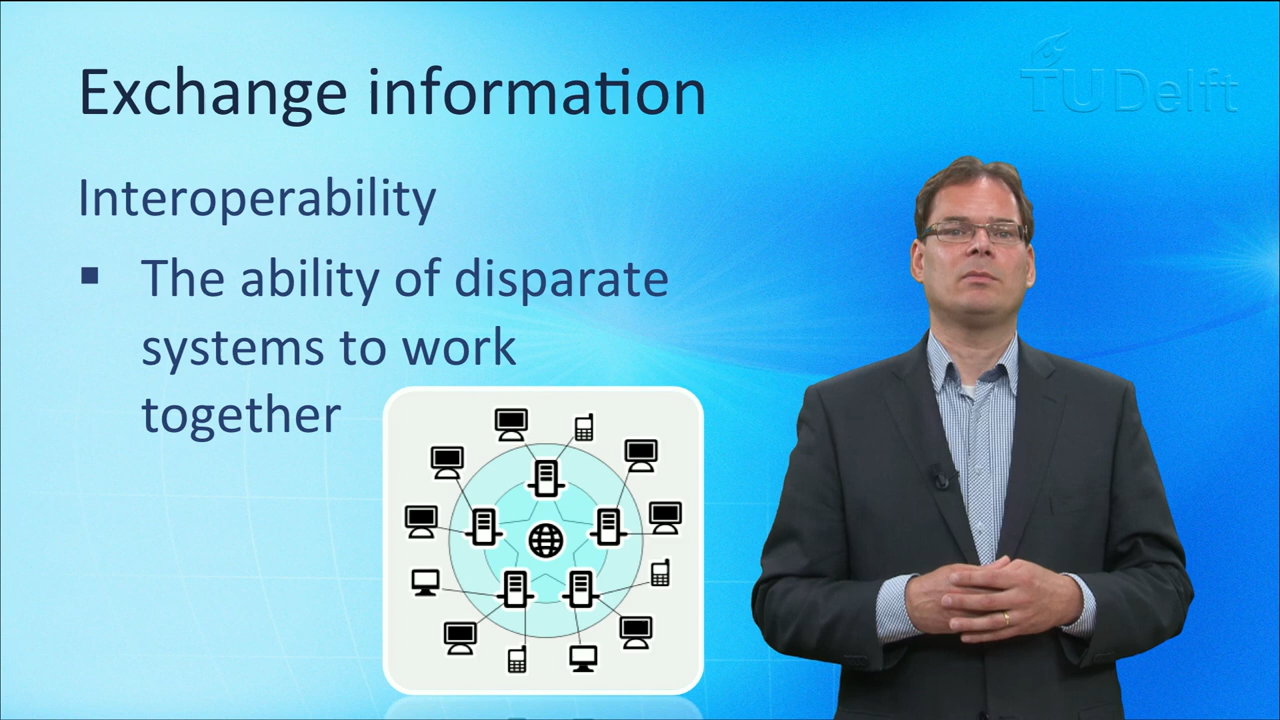 Exchange information
TU Delft
Interoperability
▪ The ability of disparate
systems to work
together